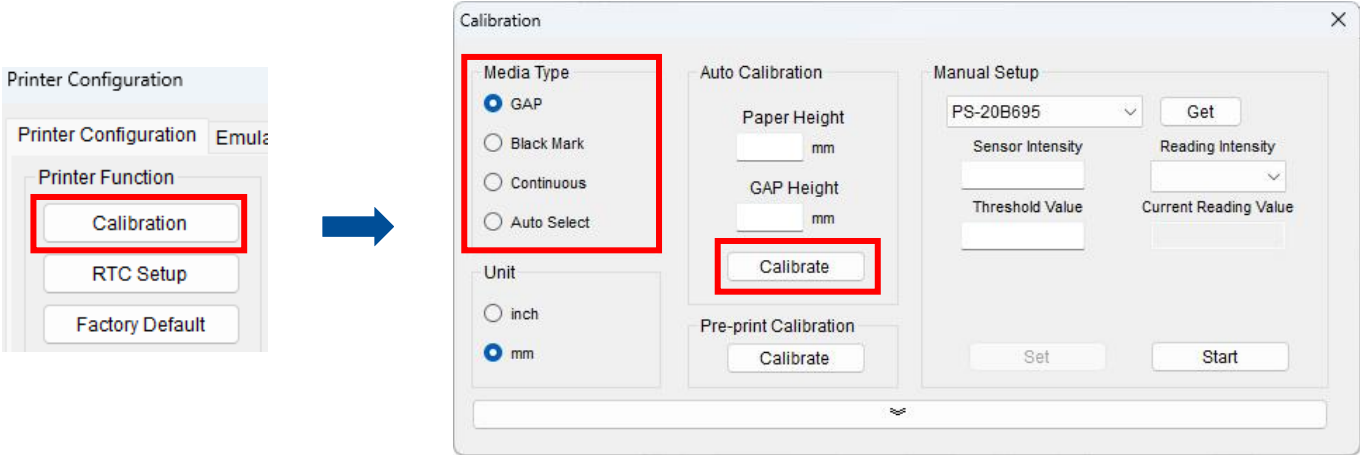 Printer Configuration
Printer Configuration Emula
Printer Function
Calibration
RTC Setup
Factory Default
Calibration
Media Type
GAP
Black Mark
Continuous
Auto Select
Unit
inch
mm
Auto Calibration
Paper Height
mm
GAP Height
mm
Calibrate
Pre-print Calibration
Calibrate
Manual Setup
PS-20B695 Get
Sensor Intensity Reading Intensity
Threshold Value Current Reading Value
Set Start